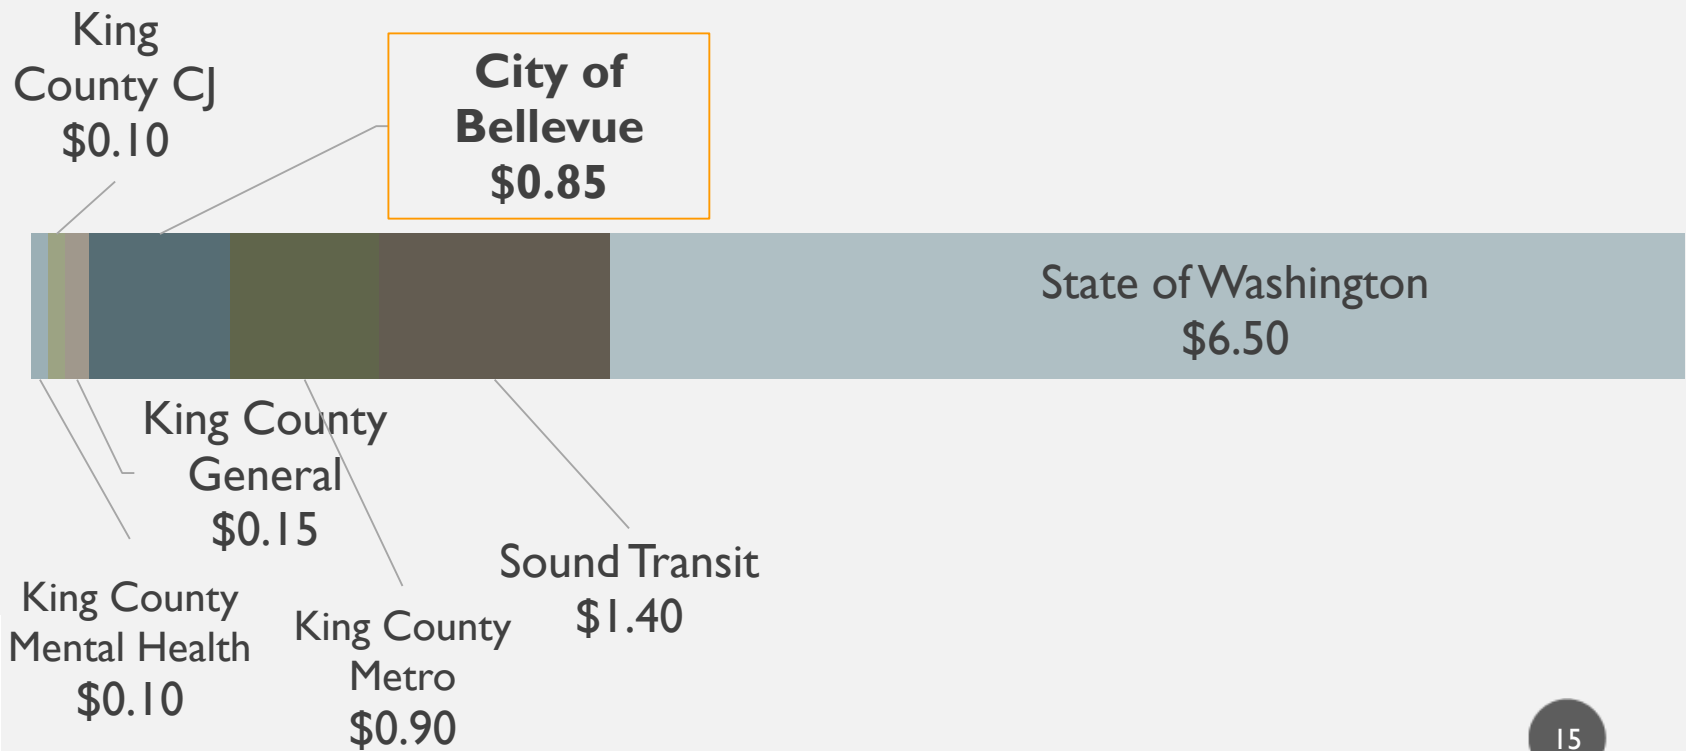 King
County CJ
$0.10
City of
Bellevue
$0.85
State of Washington
$6.50
King County
General
$0.15
Sound Transit
$1.40
King County
Mental Health
$0.10
King County
Metro
$0.90
15